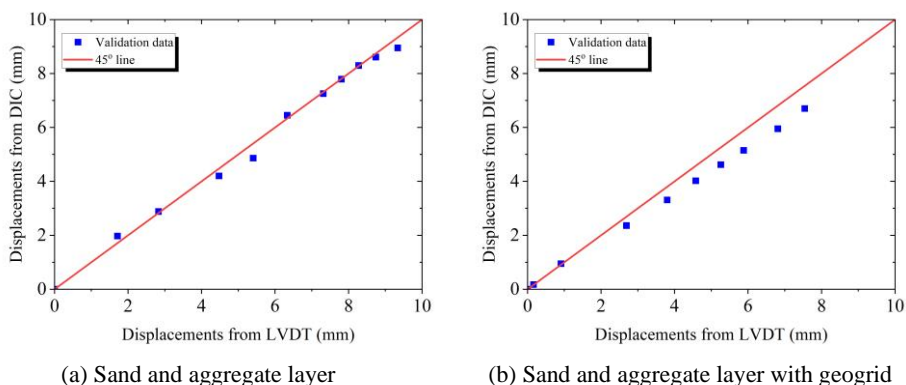 10
8
6
4
2
0
Displacements from DIC (mm)
Validation data
45° line
0 2 4 6 8 10
Displacements from LVDT (mm)
(a) Sand and aggregate layer
10
8
6
4
2
0
Displacements from DIC (mm)
Validation data
45° line
0 2 4 6 8 10
Displacements from LVDT (mm)
(b) Sand and aggregate layer with geogrid